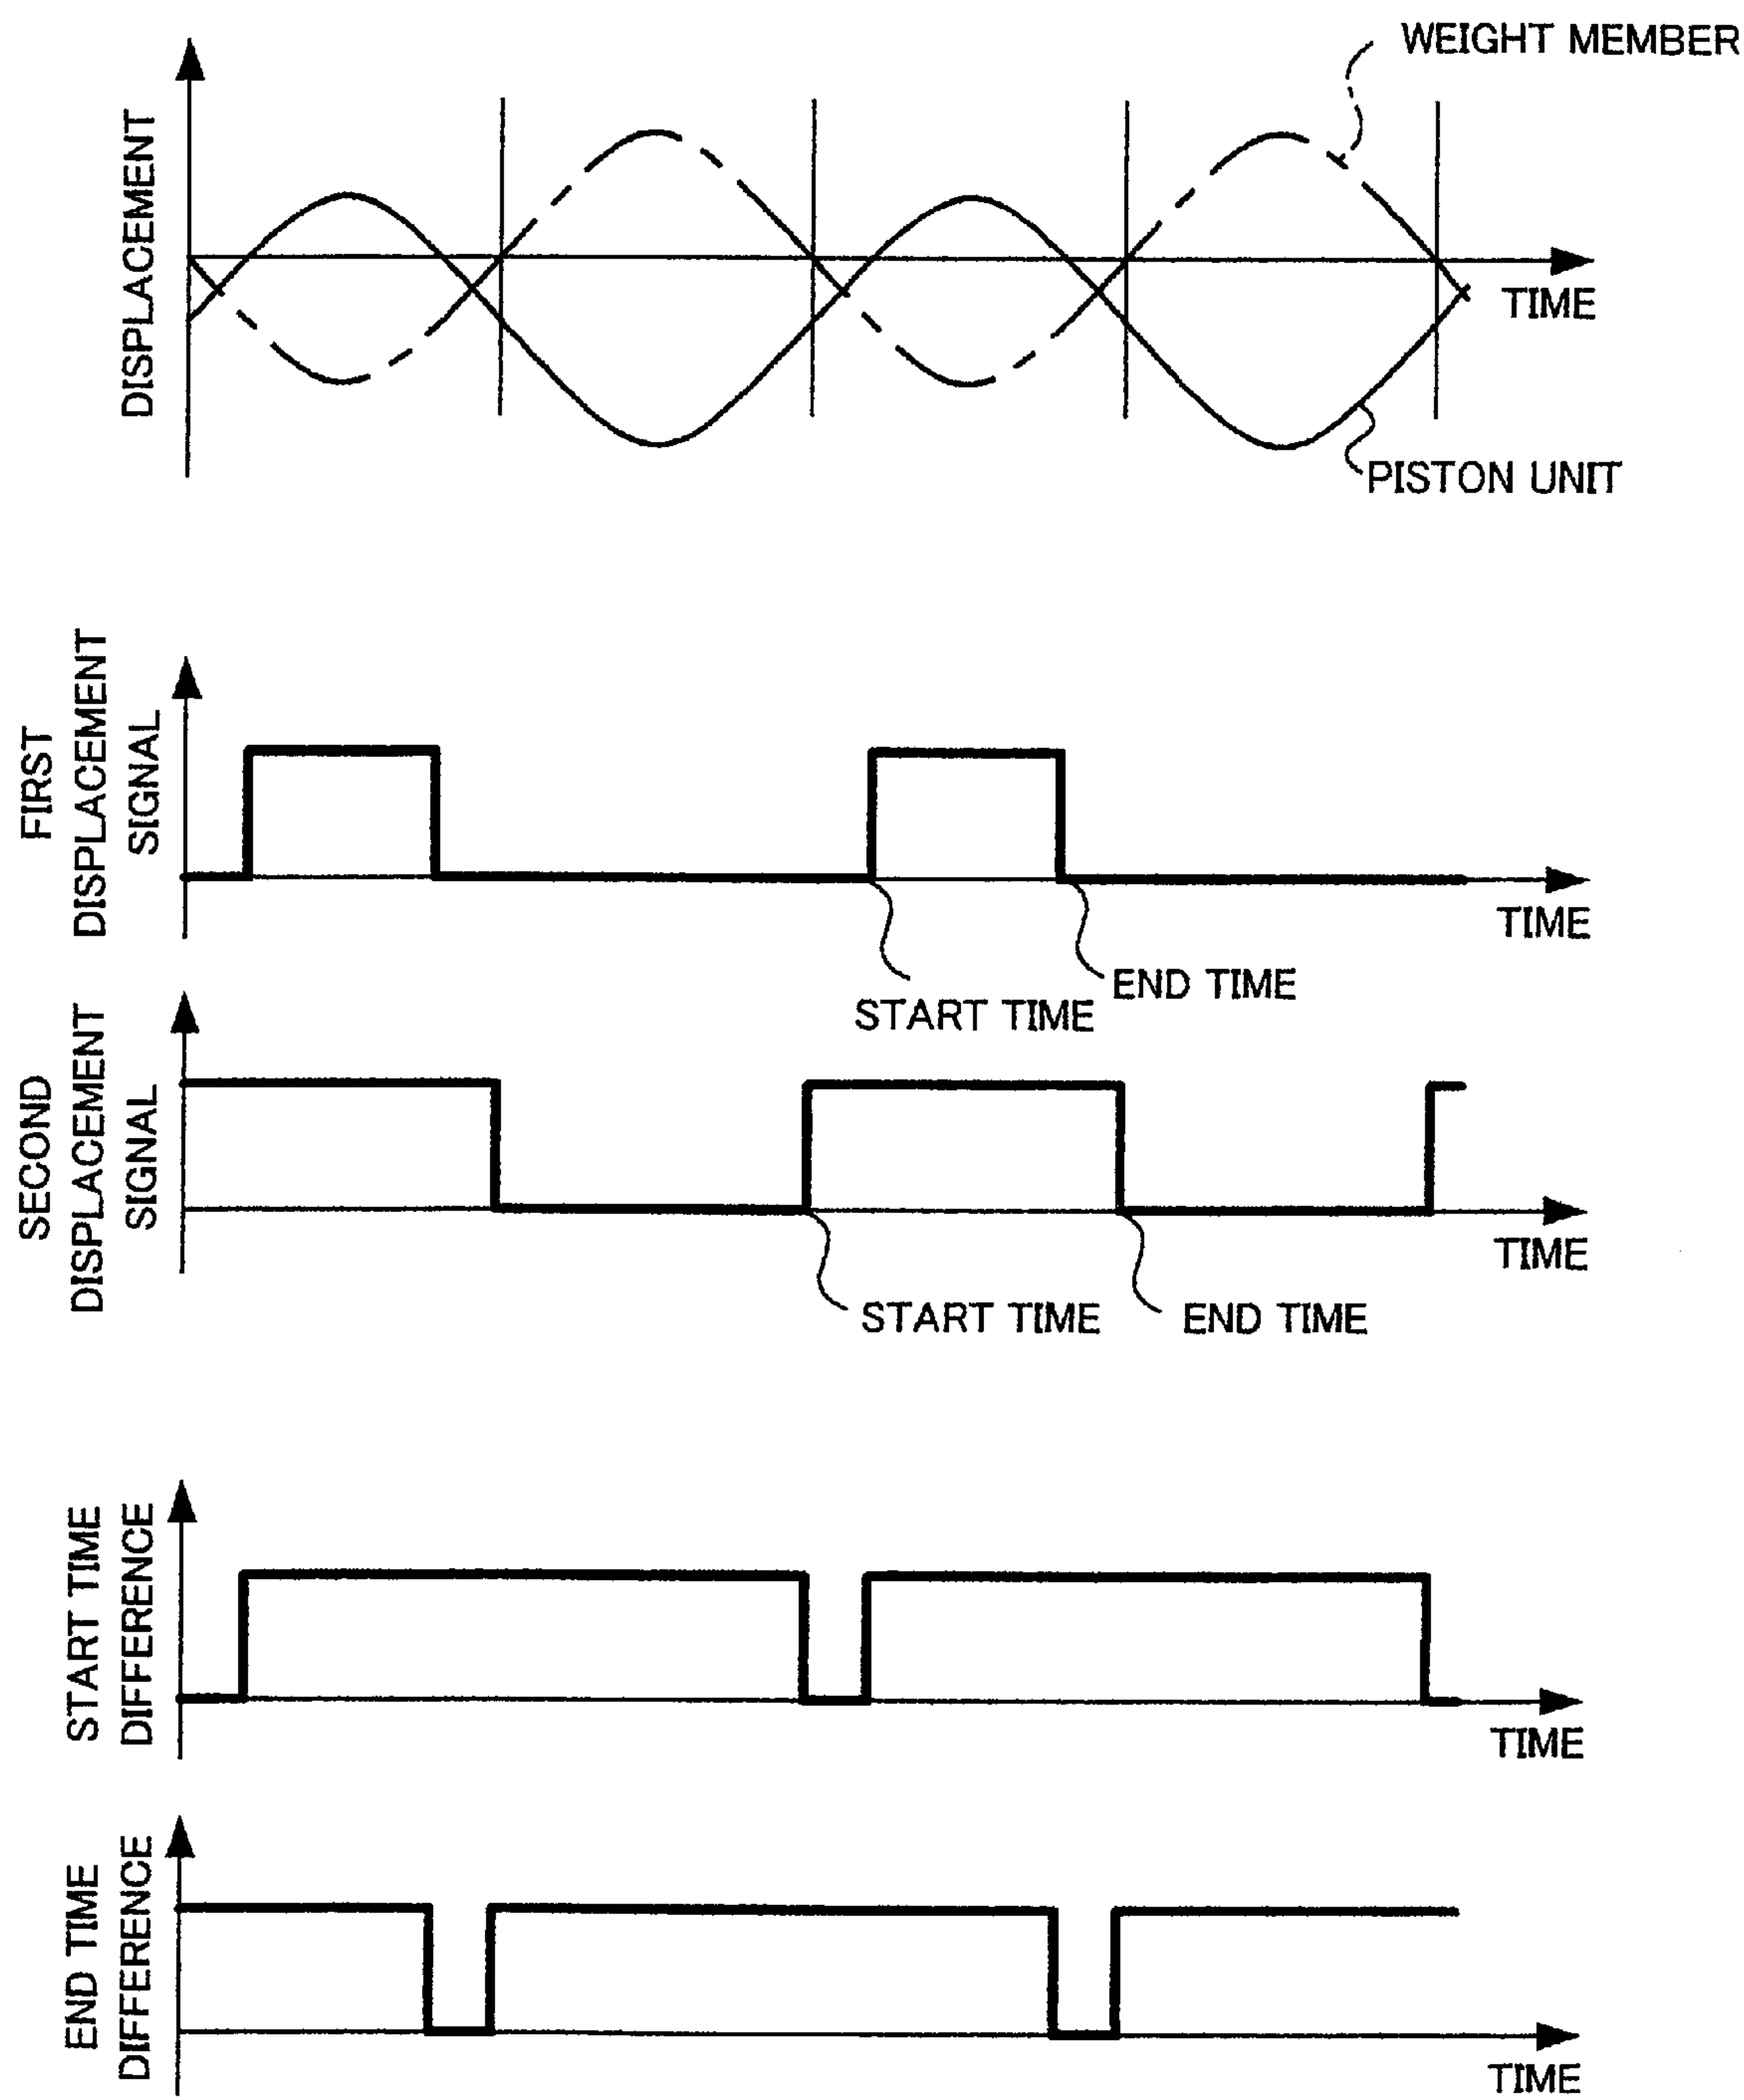 WEIGHT MEMBER
DISPLACEMENT
TIME
PISTON UNIT
FIRST
DISPLACEMENT
SIGNAL
TIME
START TIME
END TIME
SECOND
DISPLACEMENT
SIGNAL
TIME
START TIME
END TIME
START TIME
DIFFERENCE
TIME
END TIME
DIFFERENCE
TIME